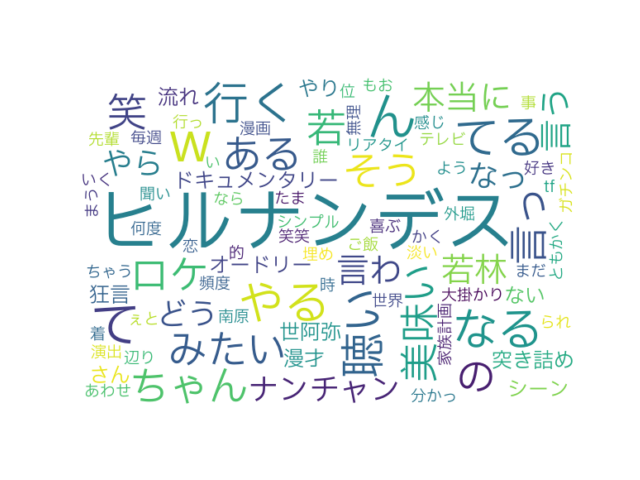 ヒルナンデス
笑
流れ
行く
やり
位
もお
本当に
事
言う
行っ
漫画
若
無理
ん
感じ
てる
テレビ
先輩
毎週
w
ある
誰
リアタイ
そう
よう
好き
ガチンコ
やら
い
なっ
tf
いく
まうい
聞い
ドキュメンタリー
なら
たま
シンプル
喜ぶ
外堀
言っ
ともかく
何度
恋
笑笑
かく
ちゃう
ロケ
的
オードリー
埋め
ご飯
淡い
言わ
若林
まだ
狂言
頻度
やる
時
世界
聴い
美味い
大掛かり
ない
家族計画
て
着
えと
どう
南原
世阿弥
なる
られ
演出
辺り
みたい
漫才
突き詰め
さん
あわせ
ちゃん
ナンチャン
分かっ
の
シーン